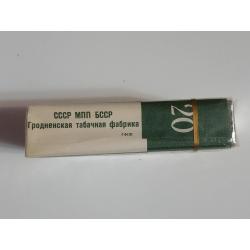 СССР МПП БССР
Гродненская табачная фабрика
20